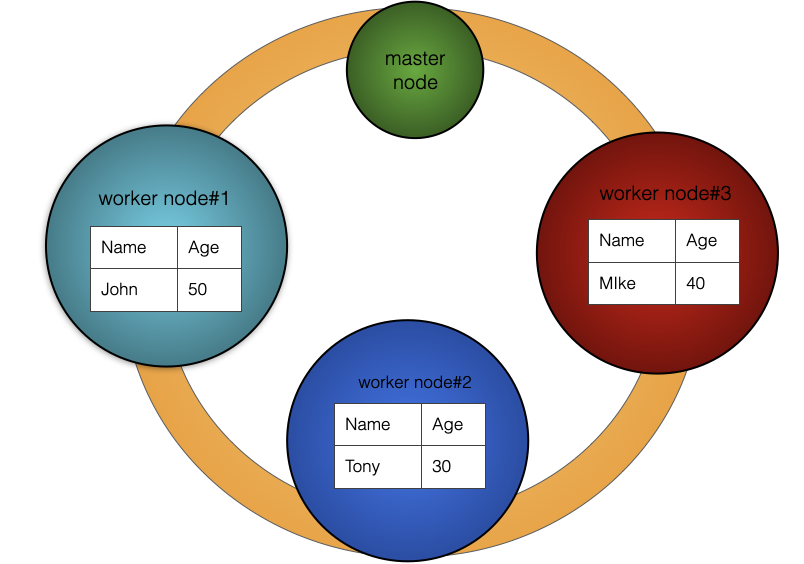 master
node
worker node#1
Name Age
John 50
worker node#3
Name Age
MIke 40
worker node#2
Name Age
Tony 30